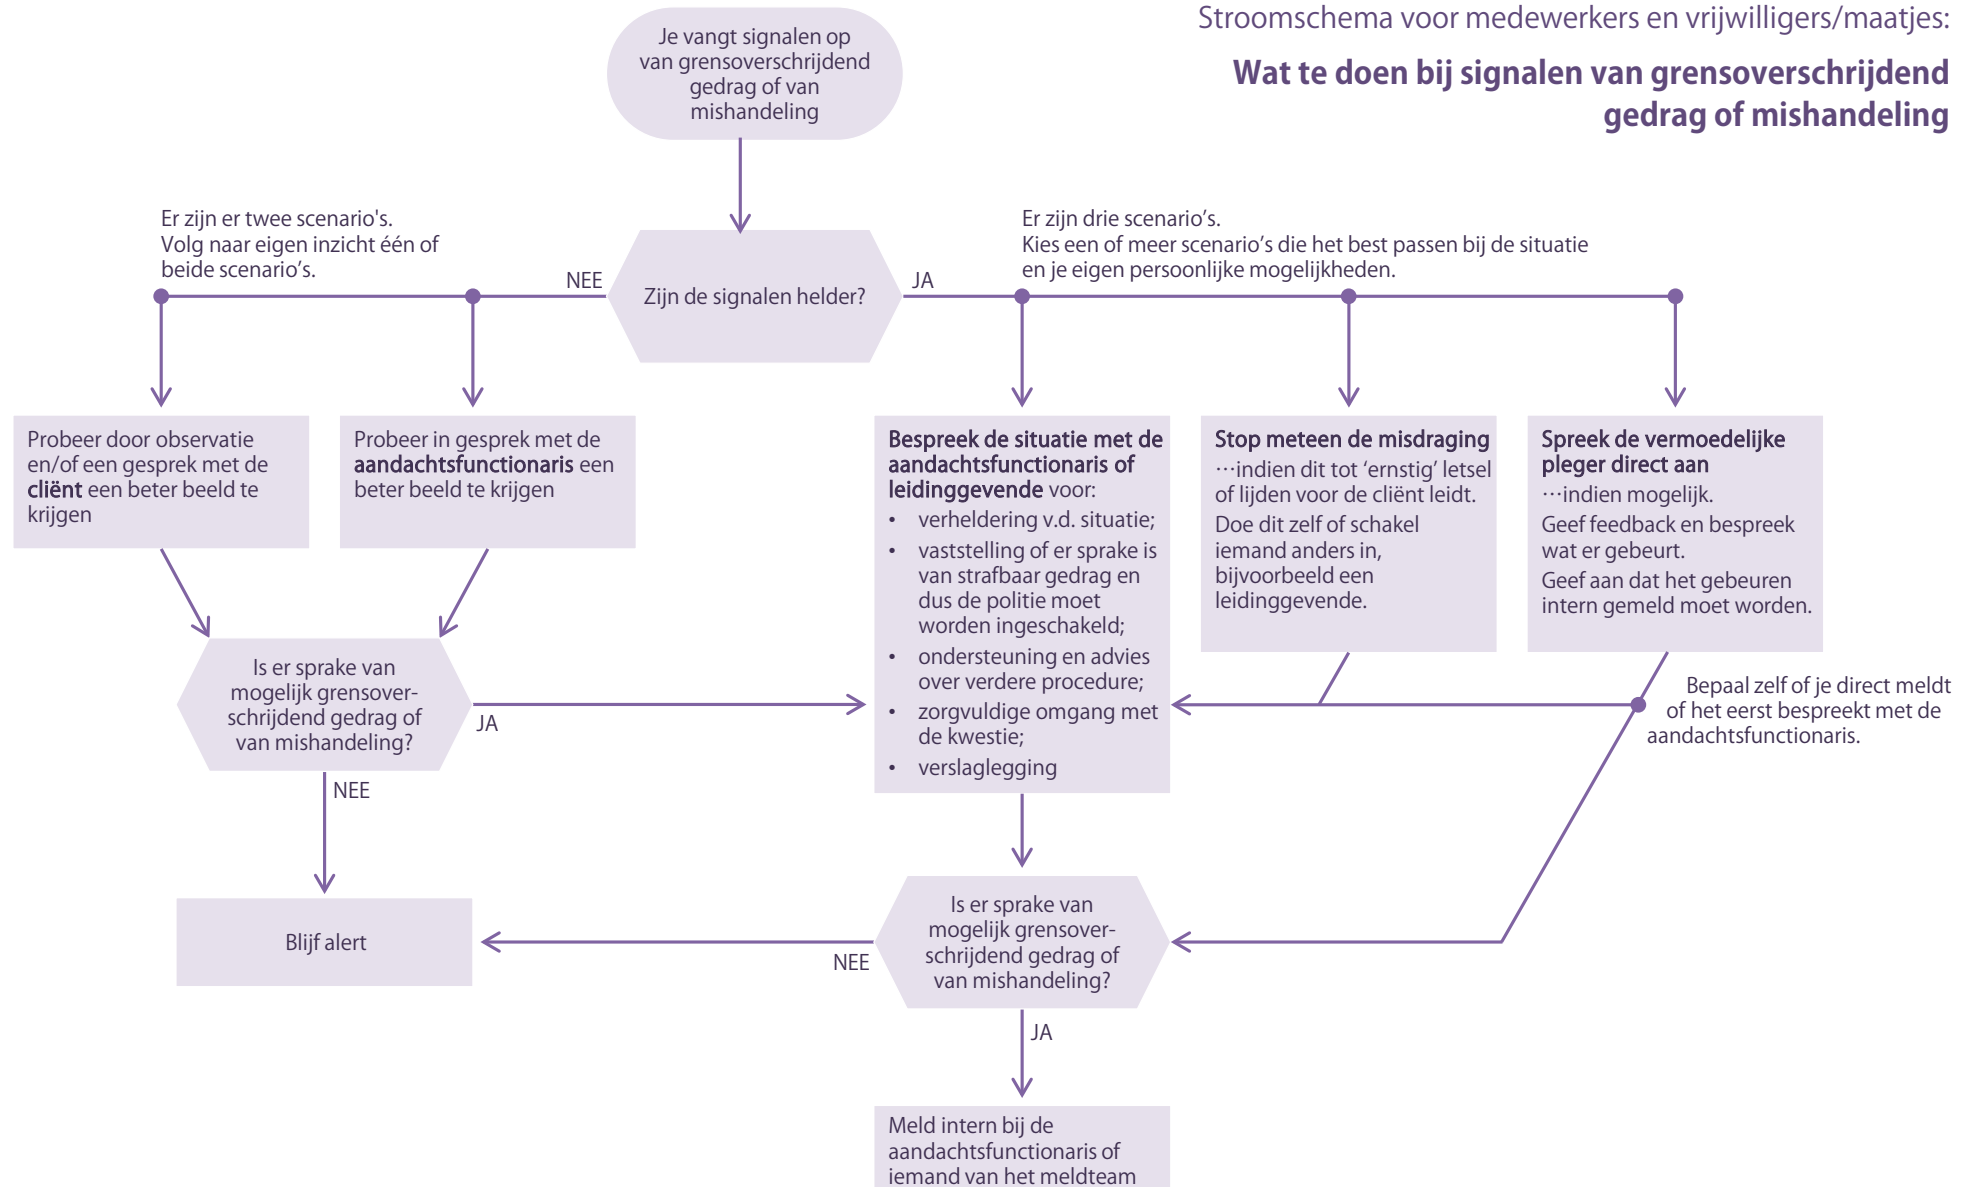 Stroomschema voor medewerkers en vrijwilligers/maatjes:
Wat te doen bij signalen van grensoverschrijdend
gedrag of mishandeling
Je vangt signalen op
van grensoverschrijdend
gedrag of van
mishandeling
Er zijn er twee scenario's.
Volg naar eigen inzicht één of
beide scenario’s.
NEE
Zijn de signalen helder?
JA
Er zijn drie scenario’s.
Kies een of meer scenario’s die het best passen bij de situatie
en je eigen persoonlijke mogelijkheden.
Probeer door observatie
en/of een gesprek met de
cliënt een beter beeld te
krijgen
Probeer in gesprek met de
aandachtsfunctionaris een
beter beeld te krijgen
Bespreek de situatie met de
aandachtsfunctionaris of
leidinggevende voor:
• verheldering v.d. situatie;
• vaststelling of er sprake is
van strafbaar gedrag en
dus de politie moet
worden ingeschakeld;
• ondersteuning en advies
over verdere procedure;
• zorgvuldige omgang met
de kwestie;
• verslaglegging
Stop meteen de misdraging
…indien dit tot ‘ernstig’ letsel
of lijden voor de cliënt leidt.
Doe dit zelf of schakel
iemand anders in,
bijvoorbeeld een
leidinggevende.
Spreek de vermoedelijke
pleger direct aan
…indien mogelijk.
Geef feedback en bespreek
wat er gebeurt.
Geef aan dat het gebeuren
intern gemeld moet worden.
Bepaal zelf of je direct meldt
of het eerst bespreekt met de
aandachtsfunctionaris.
Is er sprake van
mogelijk grensover-
schrijdend gedrag of
van mishandeling?
JA
NEE
Blijf alert
Is er sprake van
mogelijk grensover-
schrijdend gedrag of
van mishandeling?
NEE
JA
Meld intern bij de
aandachtsfunctionaris of
iemand van het meldteam